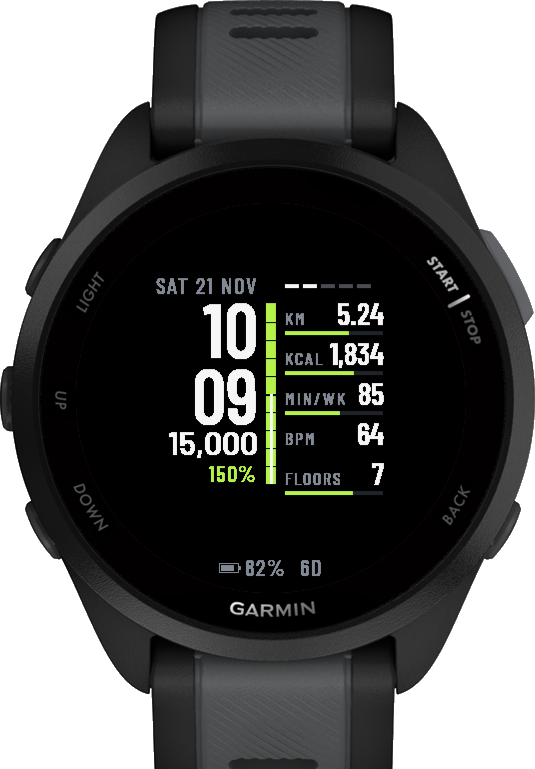 LIGHT
START
STOP
UP
DOWN
BACK
SAT 21 NOV
10
09
15,000
150%
KM 5.24
KCAL 1,834
MIN/WK 85
BPM 64
FLOORS 7
82% 6D
GARMIN